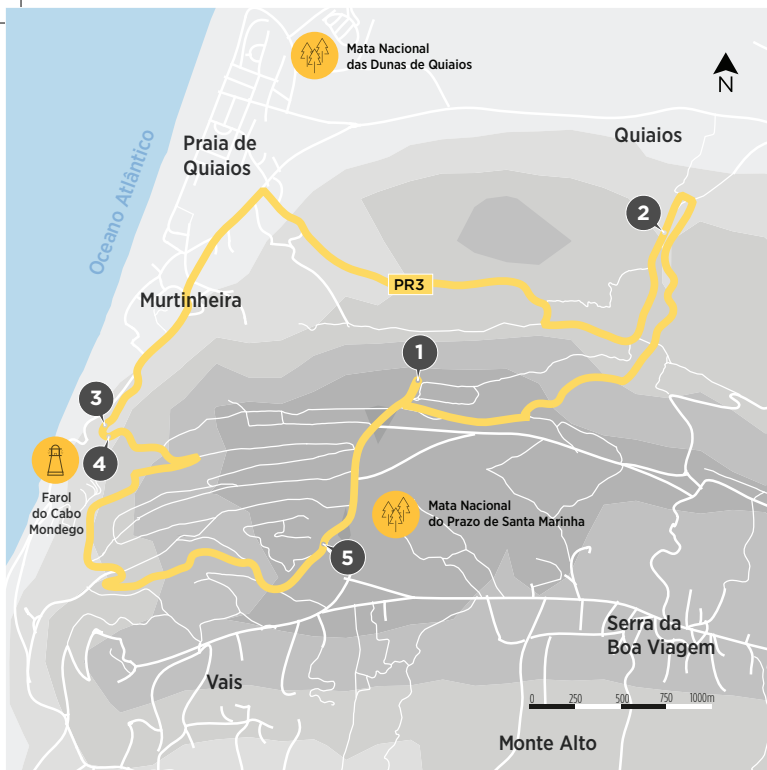 Mata Nacional
das Dunas de Quiaios
N
Quiaios
Praia de
Quiaios
Oceano Atlântico
2
PR3
Murtinheira
1
3
4
Farol
do Cabo
Mondego
Mata Nacional
do Prazo de Santa Marinha
5
Serra da
Boa Viagem
Vais
0 250 500 750 1000m
Monte Alto